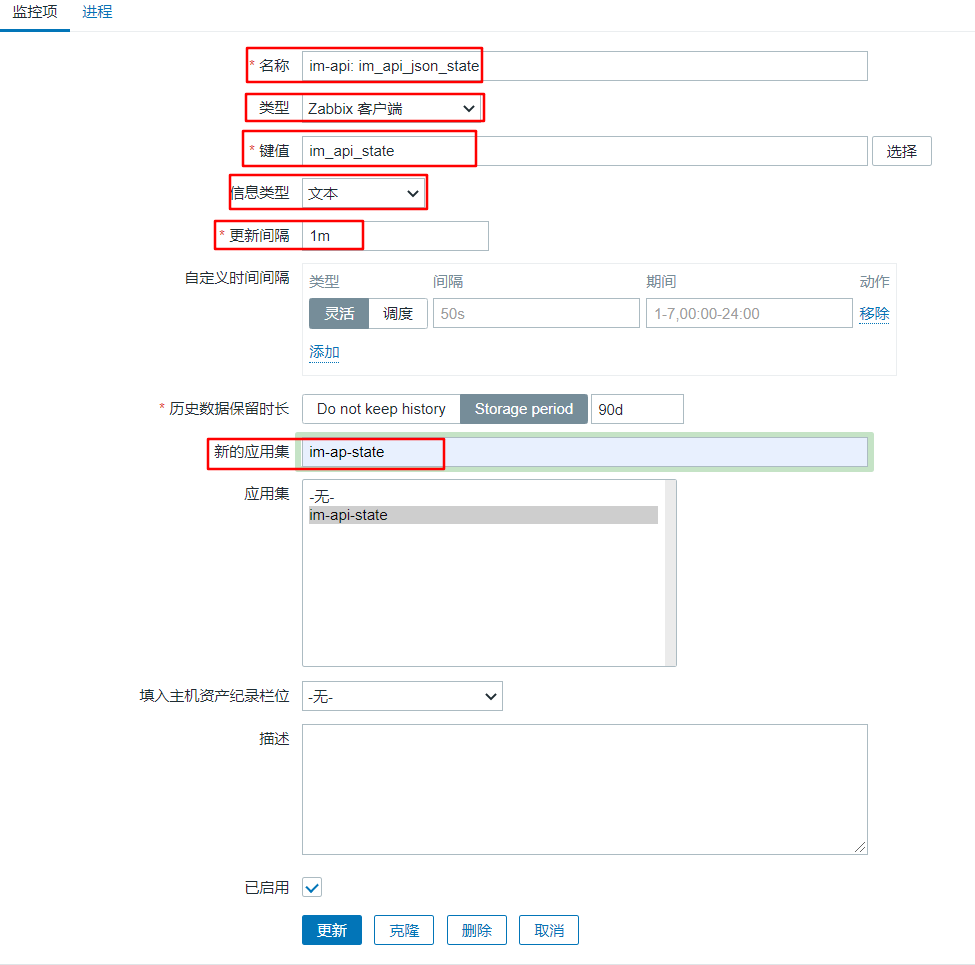 监控项 进程
* 名称 im-api: im_api_json_state
类型 Zabbix 客户端
* 键值 im_api_state 选择
信息类型 文本
* 更新间隔 1m
自定义时间间隔 类型 间隔 期间 动作
灵活 调度 50s 1-7,00:00-24:00 移除
添加
* 历史数据保留时长 Do not keep history Storage period 90d
新的应用集 im-ap-state
应用集 -无-
im-api-state
填入主机资产纪录栏位 -无-
描述
已启用
更新 克隆 删除 取消